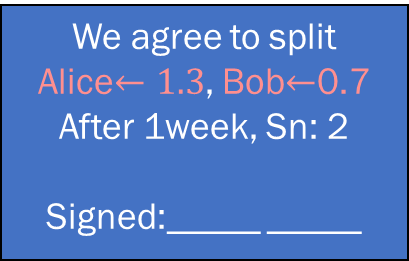 We agree to split
Alice← 1.3, Bob←0.7
After 1week, Sn: 2
Signed:_____ _____